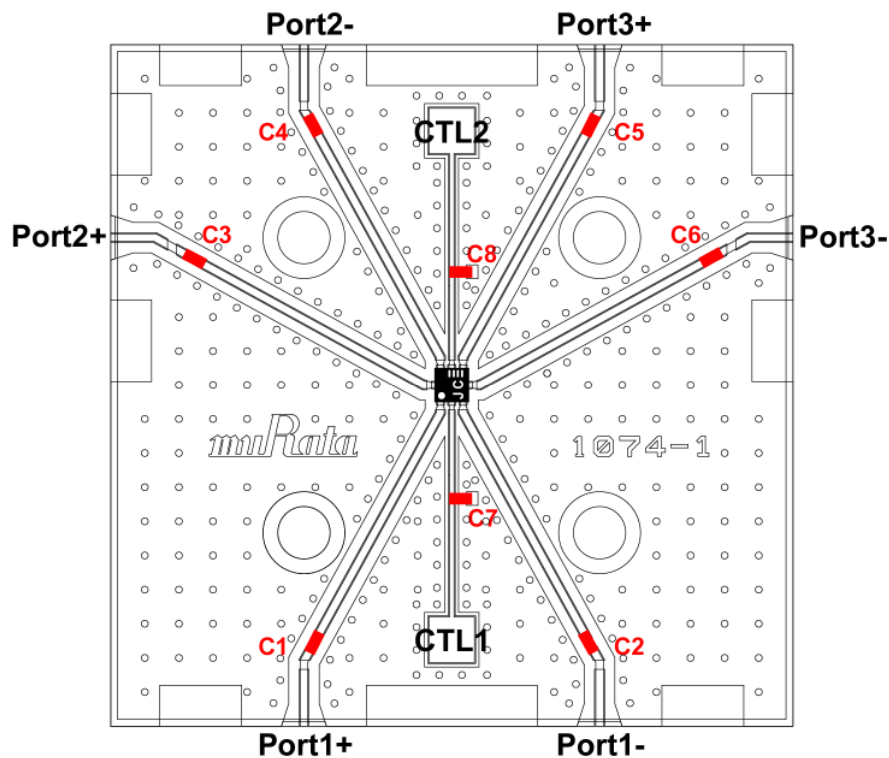 Port2-
Port3+
C4
CTL2
C5
Port2+
C3
C8
C6
Port3-
JC
muRata
1074-1
C7
C1
CTL1
C2
Port1+
Port1-